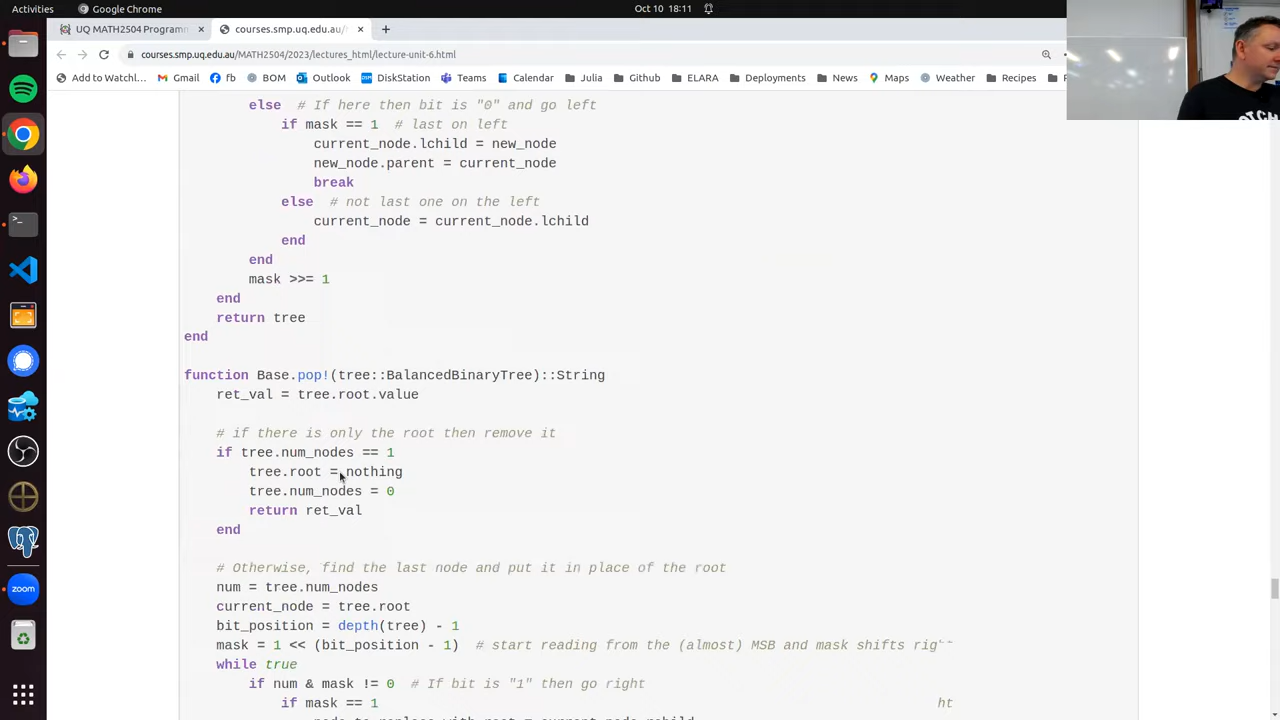 Activities
Google Chrome
Oct 10 18:11
UQ MATH2504 Programm
courses.smp.uq.edu.au/
courses.smp.uq.edu.au/MATH2504/2023/lectures_html/lecture-unit-6.html
Add to Watchl... Gmail fb BOM Outlook DiskStation Teams Calendar Julia Github ELARA Deployments News Maps Weather Recipes
else # If here then bit is "0" and go left
if mask == 1 # last on left
current_node.lchild = new_node
new_node.parent = current_node
break
else # not last one on the left
current_node = current_node.lchild
end
end
mask >>= 1
end
return tree
end
function Base.pop!(tree::BalancedBinaryTree)::String
ret_val = tree.root.value
# if there is only the root then remove it
if tree.num_nodes == 1
tree.root = nothing
tree.num_nodes = 0
return ret_val
end
# Otherwise, find the last node and put it in place of the root
num = tree.num_nodes
current_node = tree.root
bit_position = depth(tree) - 1
mask = 1 << (bit_position - 1) # start reading from the (almost) MSB and mask shifts rig
while true
if num & mask != 0 # If bit is "1" then go right
if mask == 1
ht
zoom